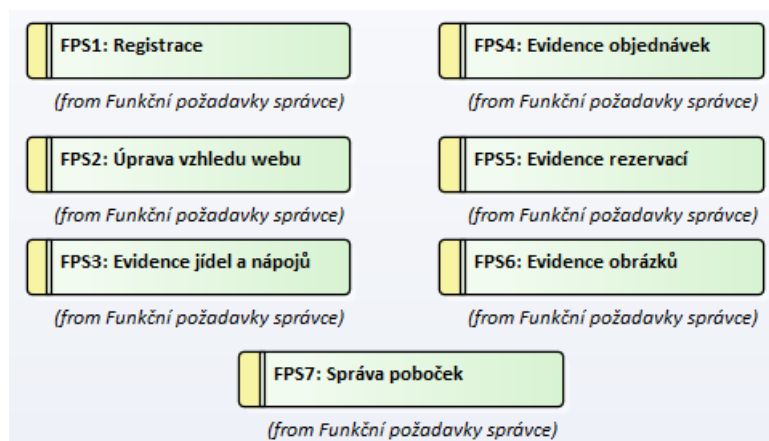 FPS1: Registrace
(from Funkční požadavky správce)
FPS2: Úprava vzhledu webu
(from Funkční požadavky správce)
FPS3: Evidence jídel a nápojů
(from Funkční požadavky správce)
FPS4: Evidence objednávek
(from Funkční požadavky správce)
FPS5: Evidence rezervací
(from Funkční požadavky správce)
FPS6: Evidence obrázků
(from Funkční požadavky správce)
FPS7: Správa poboček
(from Funkční požadavky správce)